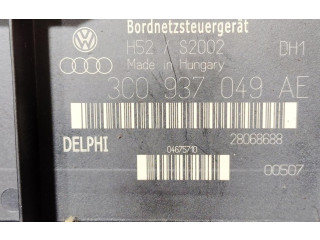 Bordnetzsteuergerät
H52 / S2002 DH1
Made in Hungary
3C0 937 049 AE
DELPHI 28068688
04675710
00507